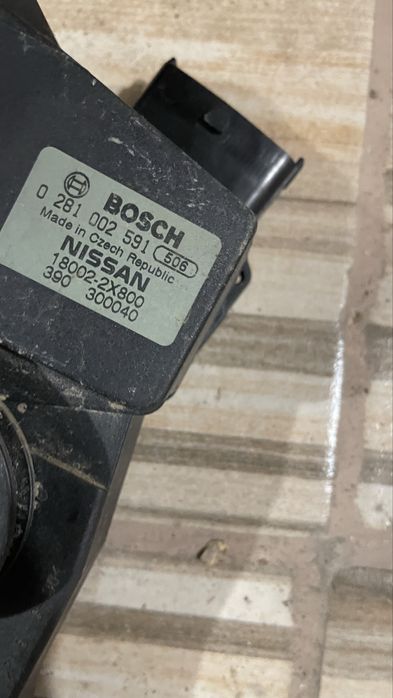 BOSCH
0 281 002 591 506
Made in Czech Republic
NISSAN
18002-2X800
390 300040